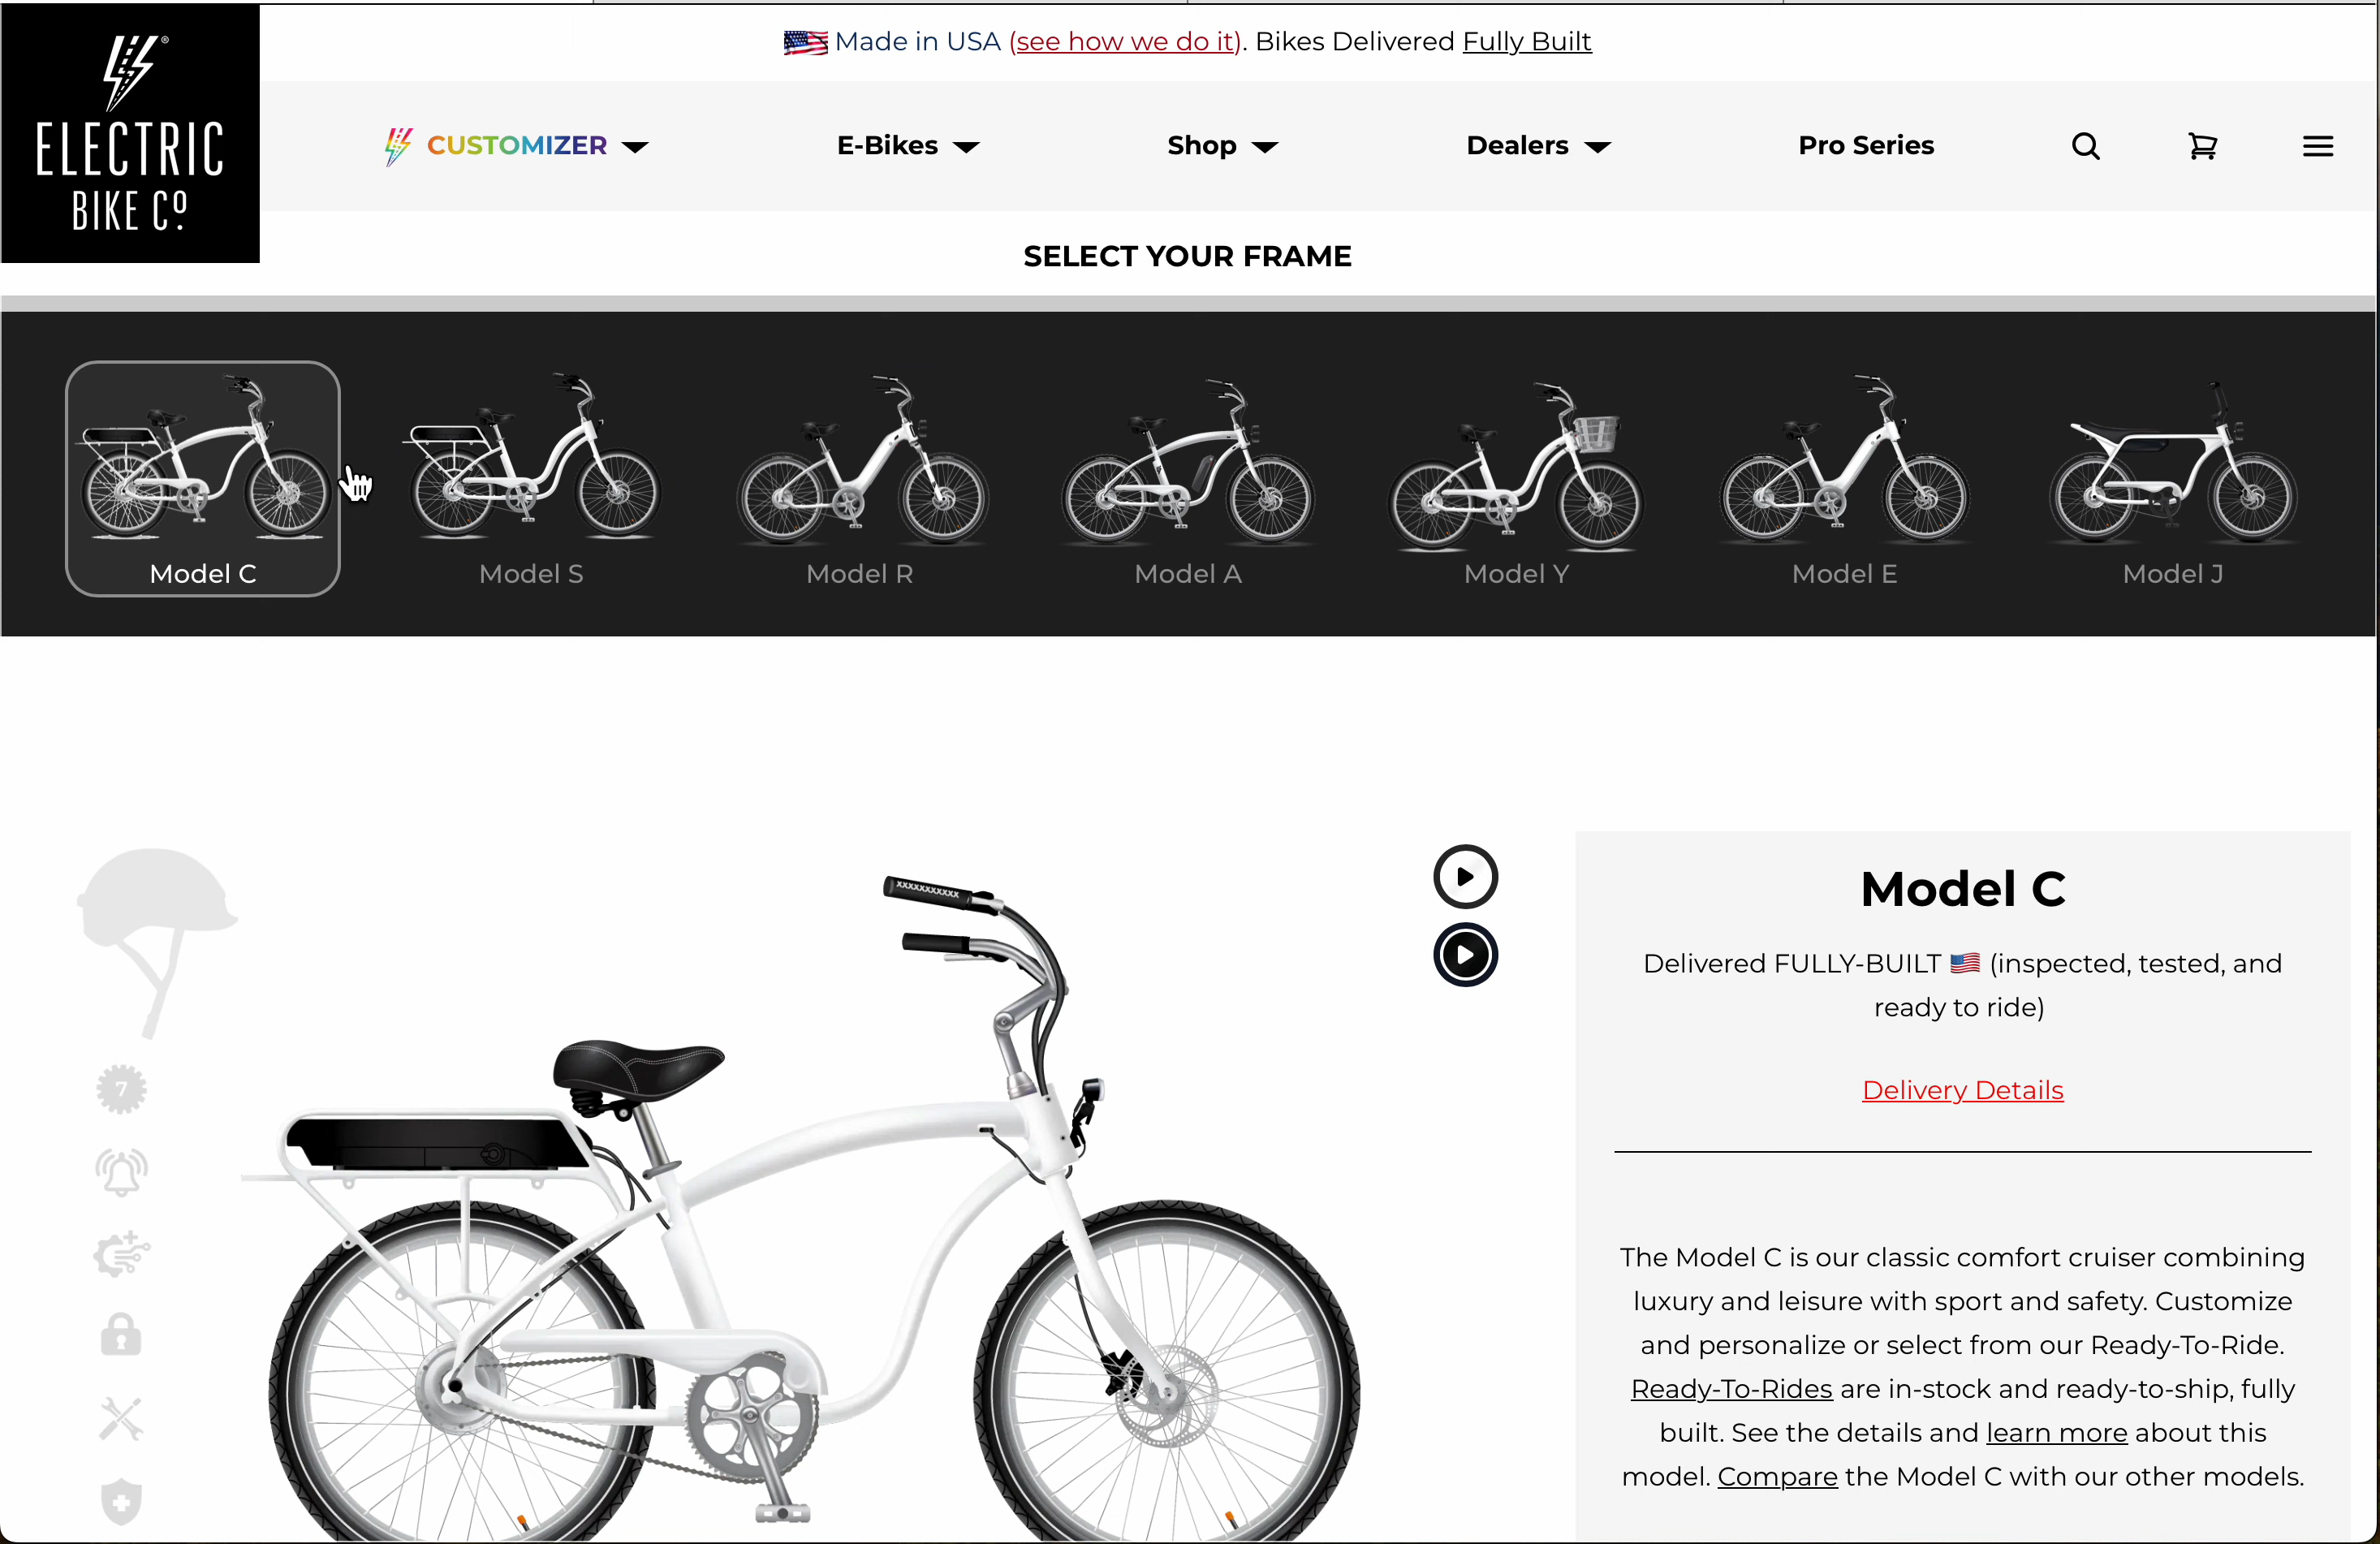 ELECTRIC
BIKE Cº.
Made in USA (see how we do it). Bikes Delivered Fully Built
CUSTOMIZER E-Bikes Shop Dealers Pro Series
SELECT YOUR FRAME
Model C Model S Model R Model A Model Y Model E Model J
XXXXXXXXXXX
7
Model C
Delivered FULLY-BUILT 🇺🇸 (inspected, tested, and
ready to ride)
Delivery Details
The Model C is our classic comfort cruiser combining
luxury and leisure with sport and safety. Customize
and personalize or select from our Ready-To-Ride.
Ready-To-Rides are in-stock and ready-to-ship, fully
built. See the details and learn more about this
model. Compare the Model C with our other models.